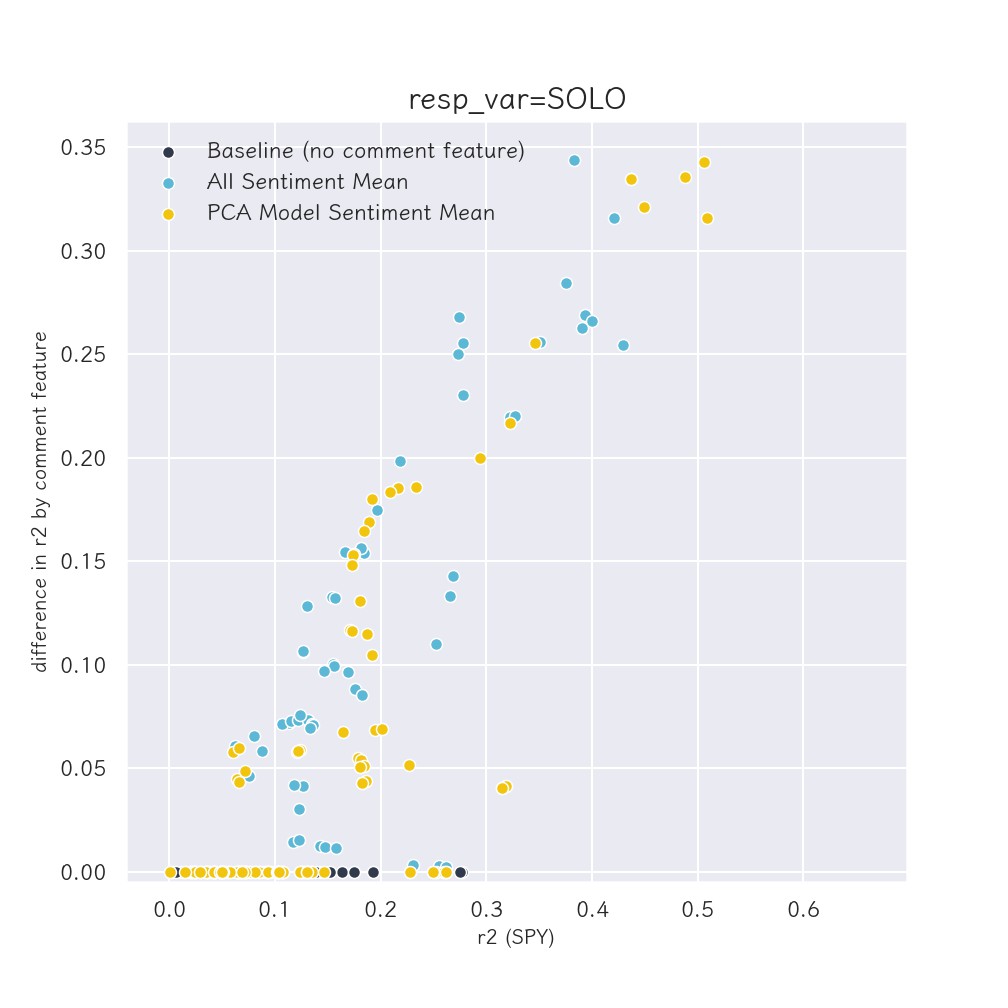 resp_var=SOLO
Baseline (no comment feature)
All Sentiment Mean
PCA Model Sentiment Mean
difference in r2 by comment feature
0.35
0.30
0.25
0.20
0.15
0.10
0.05
0.00
0.0 0.1 0.2 0.3 0.4 0.5 0.6
r2 (SPY)